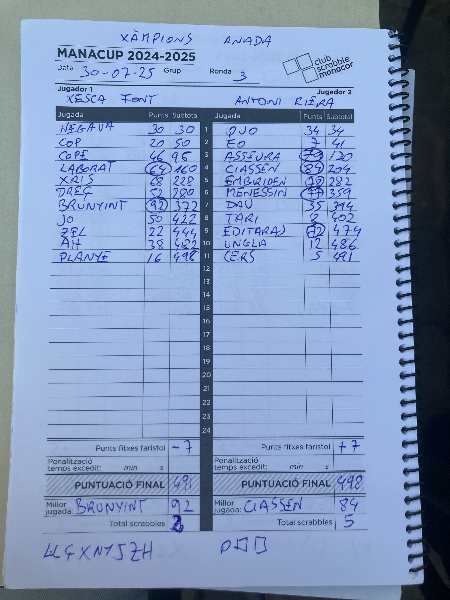 XÀMPIONS ANADA
MANACUP 2024-2025
club scrabble manacor
Data 30-07-25 Grup Ronda 3
Jugador 1 Jugador 2
XESCA FONT ANTONI RIERA
Jugada Punts Subtotal Jugada Punts Subtotal
NEGAVA 30 30 1 DUO 34 34
COP 20 50 2 EO 7 41
COPE 46 96 3 ASSEURA 79 120
LABORAT 64 160 4 CIASSEN 84 204
XRIS 68 228 5 EMBRIDEN 78 282
DREG 52 280 6 MENESSIN 77 359
BRUNYINT 92 372 7 DAU 35 394
JO 50 422 8 TARI 8 402
ZEL 22 444 9 EDITARAS 72 474
AH 38 482 10 UNGLA 12 486
PLANYE 16 498 11 CERS 5 491
12
13
14
15
16
17
18
19
20
21
22
23
24
Punts fitxes faristol -7 Punts fitxes faristol +7
Penalització temps excedit: min s Penalització temps excedit: min s
PUNTUACIÓ FINAL 491 PUNTUACIÓ FINAL 498
Millor jugada: BRUNYINT 92 Millor jugada: CIASSEN 84
Total scrabbles 2 Total scrabbles 5